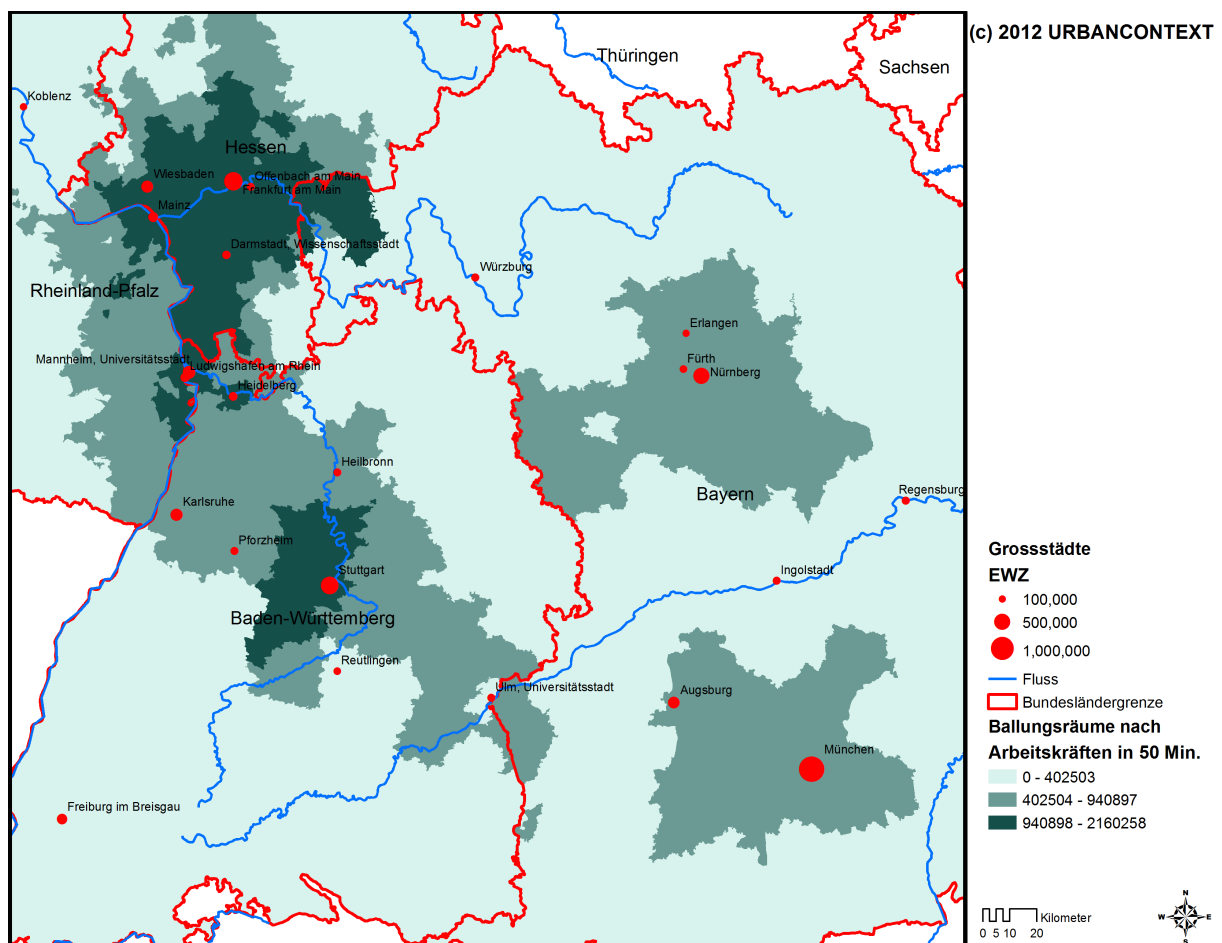 (c) 2012 URBANCONTEXT
Thüringen
Sachsen
Koblenz
Hessen
Wiesbaden
Offenbach am Main
Frankfurt am Main
Mainz
Darmstadt, Wissenschaftsstadt
Würzburg
Rheinland-Pfalz
Erlangen
Mannheim, Universitätsstadt
Ludwigshafen am Rhein
Fürth
Nürnberg
Heidelberg
Heilbronn
Karlsruhe
Bayern
Regensburg
Pforzheim
Stuttgart
Ingolstadt
Baden-Württemberg
Reutlingen
Ulm, Universitätsstadt
Augsburg
München
Freiburg im Breisgau
Grossstädte
EWZ
100,000
500,000
1,000,000
Fluss
Bundesländergrenze
Ballungsräume nach
Arbeitskräften in 50 Min.
0 - 402503
402504 - 940897
940898 - 2160258
Kilometer
0 5 10 20
N
W E
S